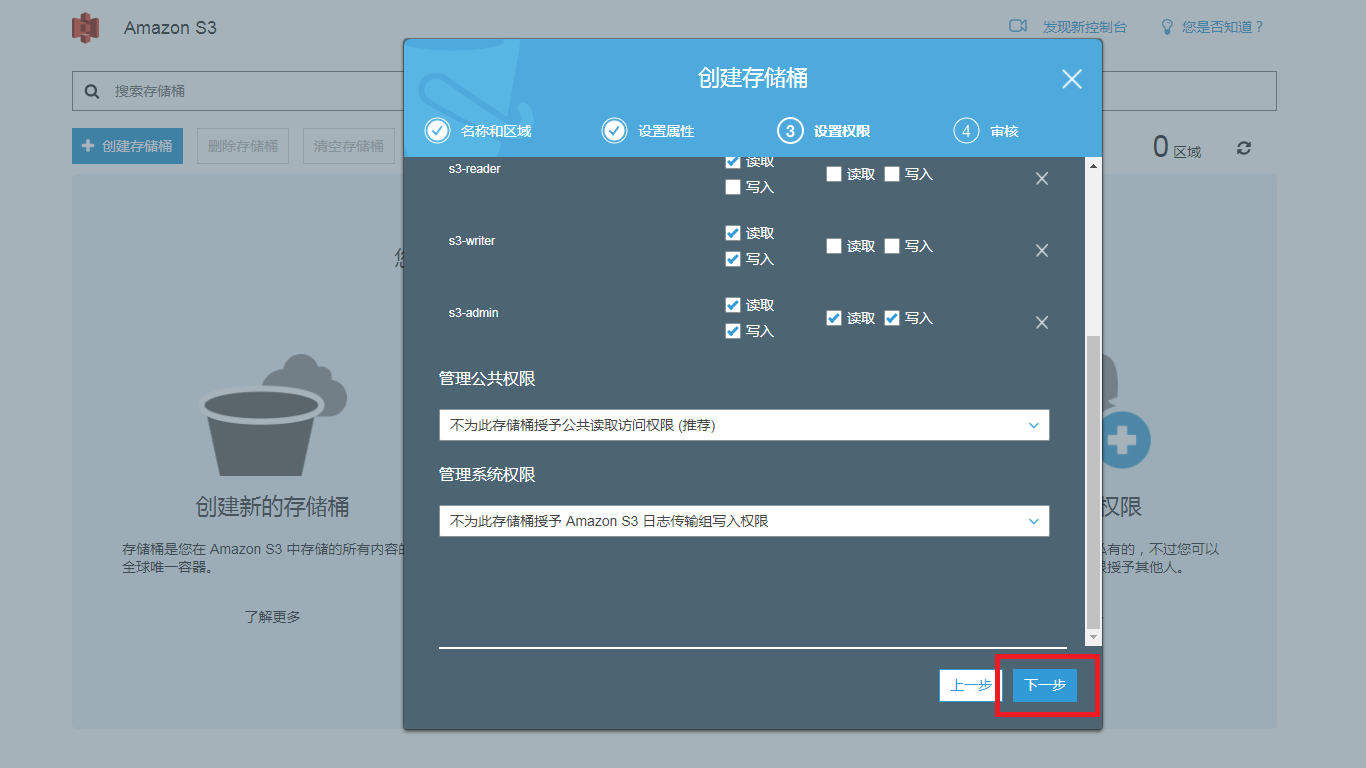 Amazon S3
发现新控制台
您是否知道？
创建存储桶
搜索存储桶
名称和区域
设置属性
3 设置权限
4 审核
创建存储桶
删除存储桶
清空存储桶
0 区域
s3-reader
读取
写入
读取 写入
s3-writer
读取
写入
读取 写入
s3-admin
读取
写入
读取 写入
管理公共权限
不为此存储桶授予公共读取访问权限 (推荐)
管理系统权限
不为此存储桶授予 Amazon S3 日志传输组写入权限
创建新的存储桶
存储桶是您在 Amazon S3 中存储的所有内容的
全球唯一容器。
了解更多
权限
有的，不过您可以
授予其他人。
上一步
下一步